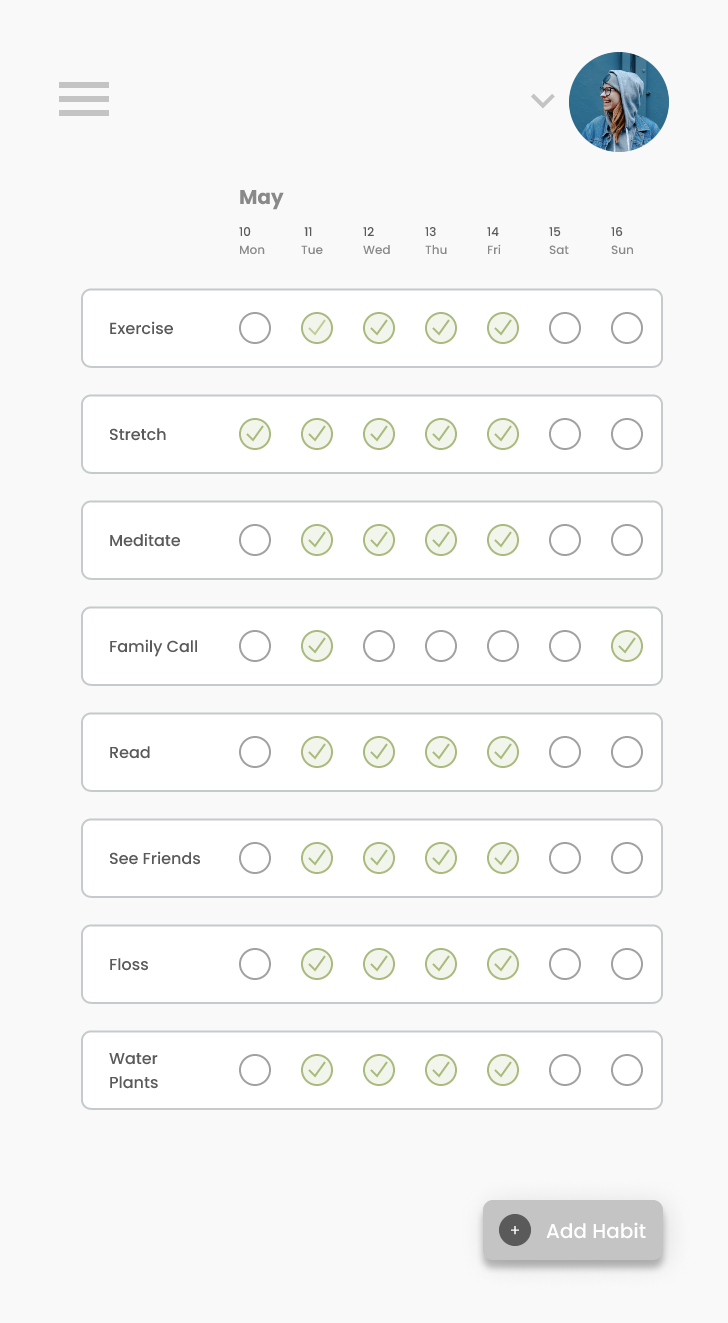 May
10 11 12 13 14 15 16
Mon Tue Wed Thu Fri Sat Sun
Exercise
Stretch
Meditate
Family Call
Read
See Friends
Floss
Water
Plants
+ Add Habit